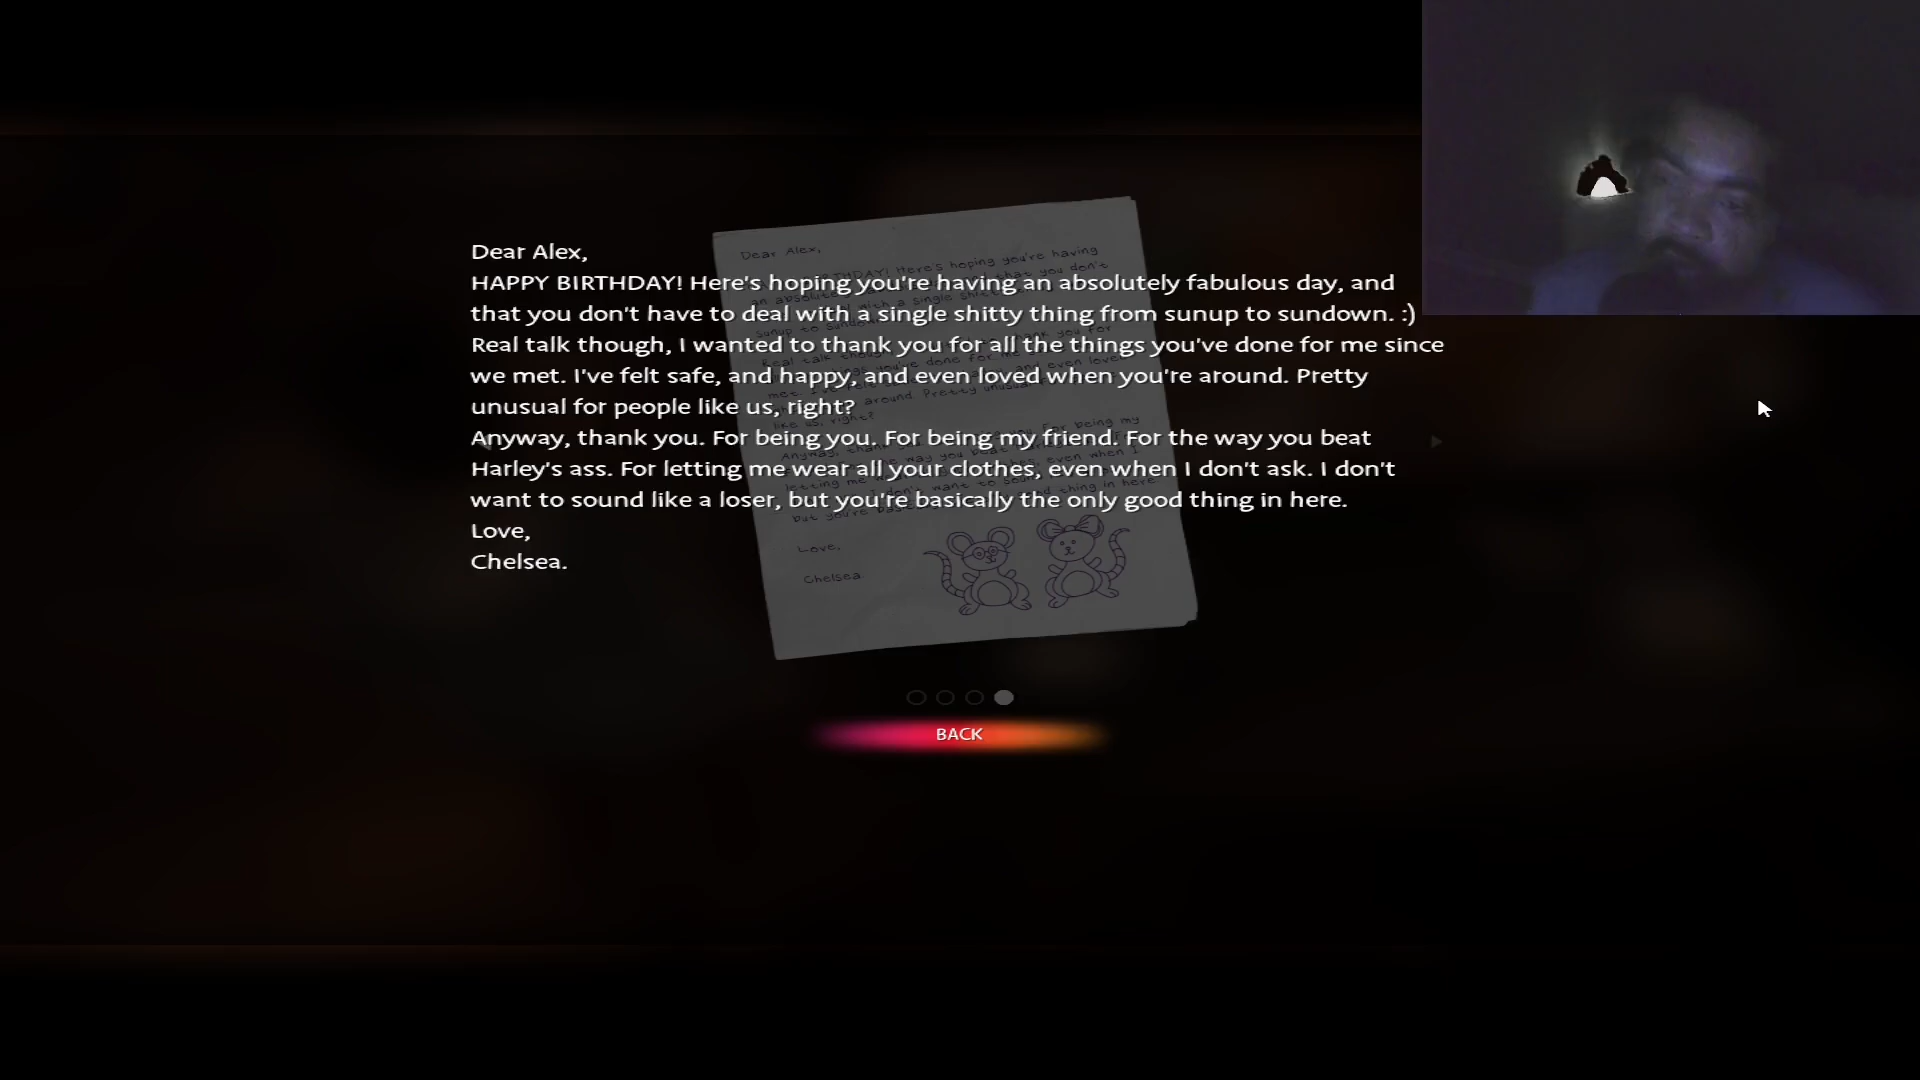 Dear Alex,
HAPPY BIRTHDAY! Here's hoping you're having an absolutely fabulous day, and
that you don't have to deal with a single shitty thing from sunup to sundown. :)
Real talk though, I wanted to thank you for all the things you've done for me since
we met. I've felt safe, and happy, and even loved when you're around. Pretty
unusual for people like us, right?
Anyway, thank you. For being you. For being my friend. For the way you beat
Harley's ass. For letting me wear all your clothes, even when I don't ask. I don't
want to sound like a loser, but you're basically the only good thing in here.
Love,
Chelsea.
Dear Alex,
Love,
Chelsea
BACK